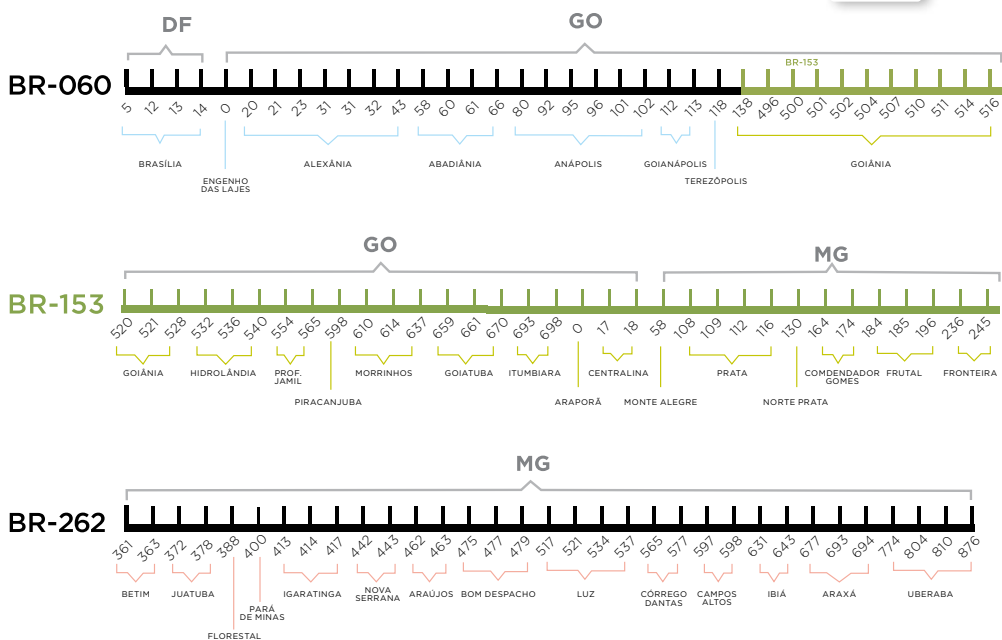 DF
GO
BR-153
BR-060
5 12 13 14 0 20 21 23 31 31 32 43 58 60 61 66 80 92 95 96 101 102 112 113 118 138 496 500 501 502 504 507 510 511 514 516
BRASÍLIA ALEXÂNIA ABADIÂNIA ANÁPOLIS GOIANÁPOLIS GOIÂNIA
ENGENHO
DAS LAJES
TEREZÓPOLIS
GO
MG
BR-153
520 521 528 532 536 540 554 565 598 610 614 637 659 661 670 693 698 0 17 18 58 108 109 112 116 130 164 174 184 185 196 236 245
GOIÂNIA HIDROLÂNDIA PROF.
JAMIL
MORRINHOS GOIATUBA ITUMBIARA CENTRALINA PRATA COMDENDADOR
GOMES
FRUTAL FRONTEIRA
PIRACANJUBA ARAPORÃ MONTE ALEGRE NORTE PRATA
MG
BR-262
361 363 372 378 388 400 413 414 417 442 443 462 463 475 477 479 517 521 534 537 565 577 597 598 631 643 677 693 694 774 804 810 876
BETIM JUATUBA IGARATINGA NOVA
SERRANA
ARAÚJOS BOM DESPACHO LUZ CÓRREGO
DANTAS
CAMPOS
ALTOS
IBIÁ ARAXÁ UBERABA
PARÁ
DE MINAS
FLORESTAL